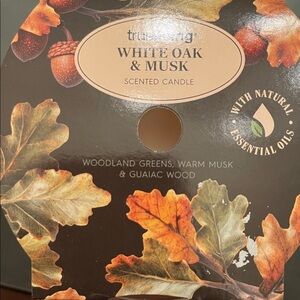 WHITE OAK
& MUSK
SCENTED CANDLE
WITH NATURAL
ESSENTIAL OILS
WOODLAND GREENS, WARM MUSK
& GUAIAC WOOD